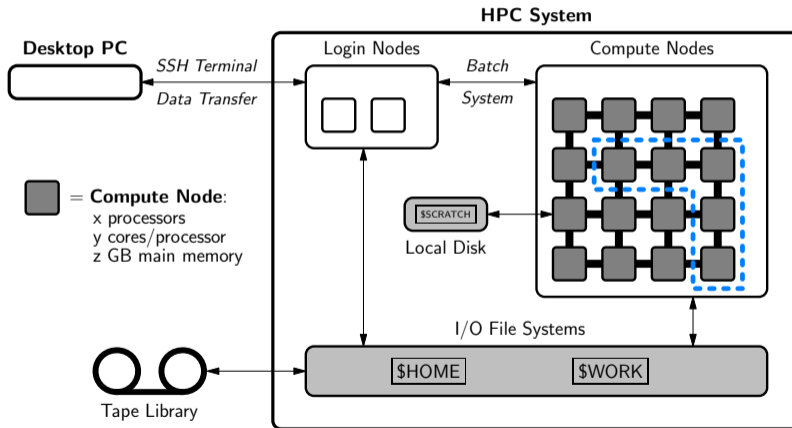 HPC System
Desktop PC
Login Nodes
Compute Nodes
SSH Terminal
Data Transfer
Batch
System
= Compute Node:
x processors
y cores/processor
z GB main memory
$SCRATCH
Local Disk
I/O File Systems
$HOME
$WORK
Tape Library